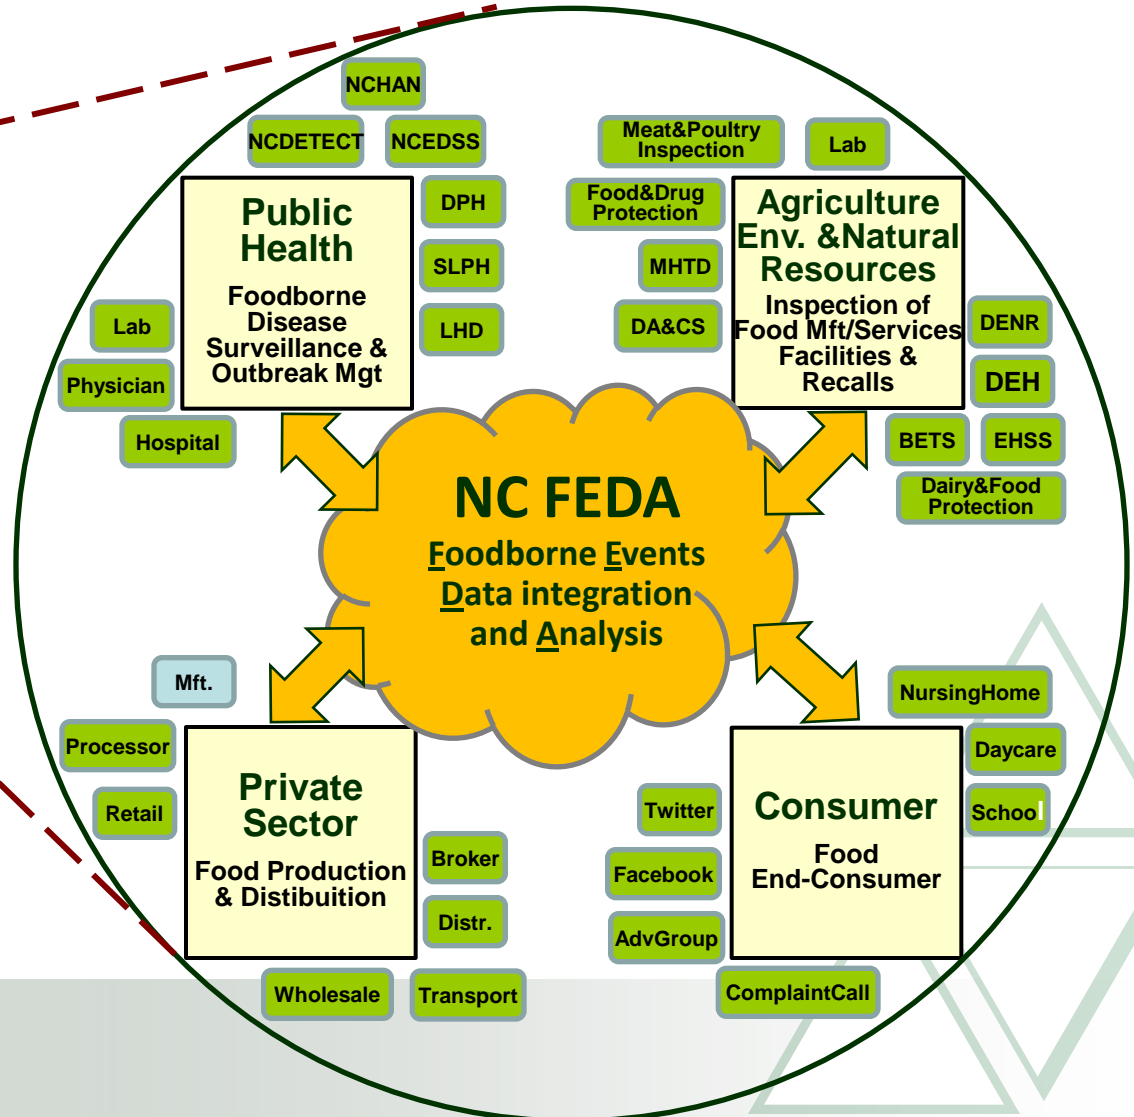 NCHAN
NCDETECT
NCEDSS
Public
Health
Foodborne
Disease
Surveillance &
Outbreak Mgt
DPH
SLPH
LHD
Lab
Physician
Hospital
Meat&Poultry
Inspection
Lab
Food&Drug
Protection
MHTD
DA&CS
Agriculture
Env. &Natural
Resources
Inspection of
Food Mft/Services
Facilities &
Recalls
DENR
DEH
BETS
EHSS
Dairy&Food
Protection
NC FEDA
Foodborne Events
Data integration
and Analysis
Mft.
Processor
Retail
Private
Sector
Food Production
& Distibuition
Broker
Distr.
Wholesale
Transport
NursingHome
Daycare
School
Twitter
Facebook
AdvGroup
Consumer
Food
End-Consumer
ComplaintCall